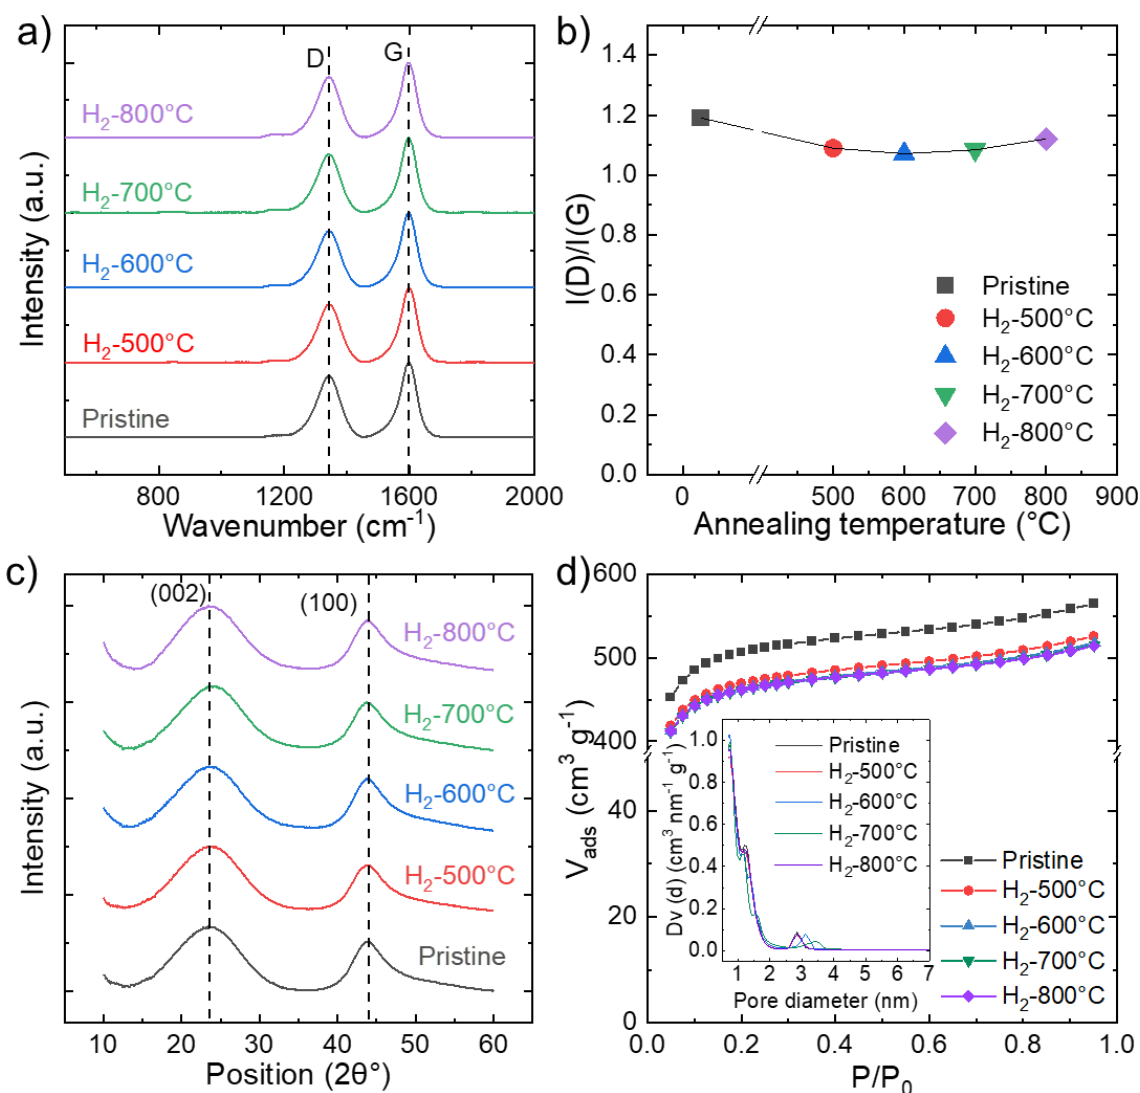 a)
D
G
H₂-800°C
H₂-700°C
H₂-600°C
H₂-500°C
Pristine
Intensity (a.u.)
800 1200 1600 2000
Wavenumber (cm⁻¹)
b)
1.4
1.2
1.0
0.8
0.6
0.4
0.2
0.0
I(D)/I(G)
Pristine
H₂-500°C
H₂-600°C
H₂-700°C
H₂-800°C
0 500 600 700 800 900
Annealing temperature (°C)
c)
(002)
(100)
H₂-800°C
H₂-700°C
H₂-600°C
H₂-500°C
Pristine
Intensity (a.u.)
10 20 30 40 50 60
Position (2θ°)
d)
600
500
400
40
20
0
V_ads (cm³ g⁻¹)
1.0
0.8
0.6
0.4
0.2
0.0
Dv (d) (cm³ nm⁻¹ g⁻¹)
Pristine
H₂-500°C
H₂-600°C
H₂-700°C
H₂-800°C
1 2 3 4 5 6 7
Pore diameter (nm)
Pristine
H₂-500°C
H₂-600°C
H₂-700°C
H₂-800°C
0.0 0.2 0.4 0.6 0.8 1.0
P/P₀